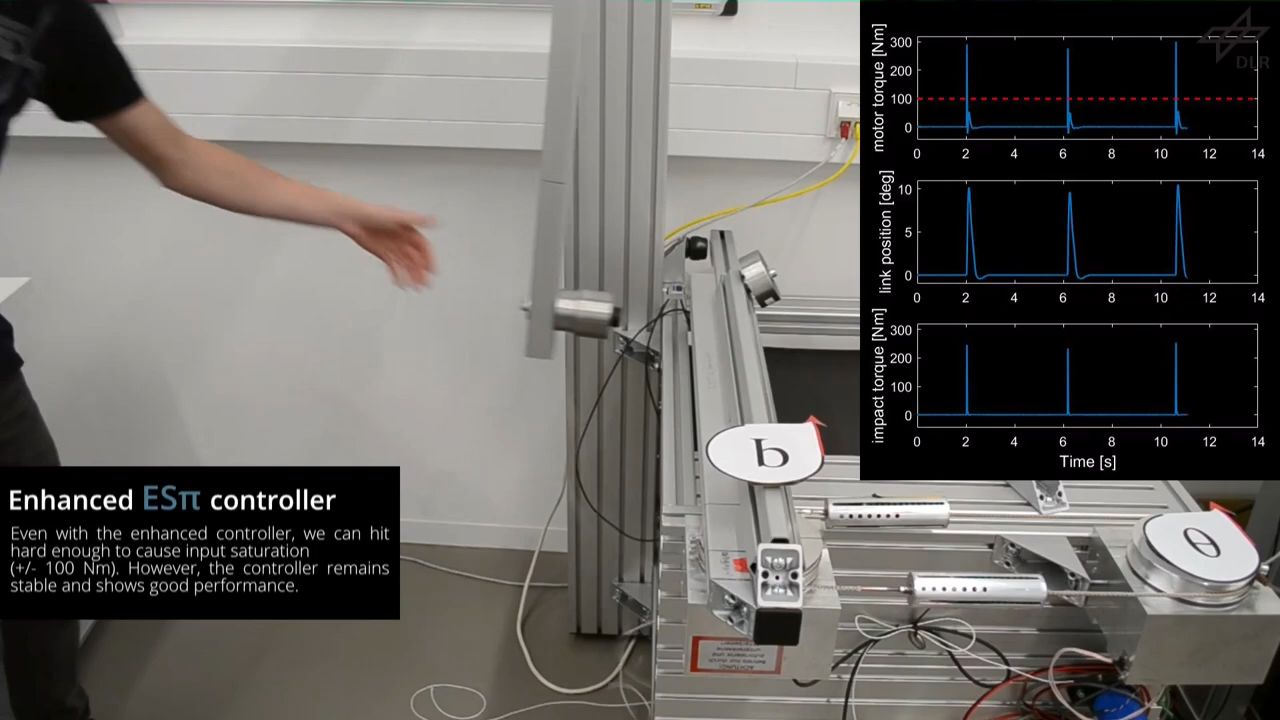 DLR
motor torque [Nm]
300
200
100
0
0 2 4 6 8 10 12 14
link position [deg]
10
5
0
0 2 4 6 8 10 12 14
impact torque [Nm]
300
200
100
0
0 2 4 6 8 10 12 14
Time [s]
q
θ
Enhanced ESπ controller
Even with the enhanced controller, we can hit
hard enough to cause input saturation
(+/- 100 Nm). However, the controller remains
stable and shows good performance.
ACHTUNG!